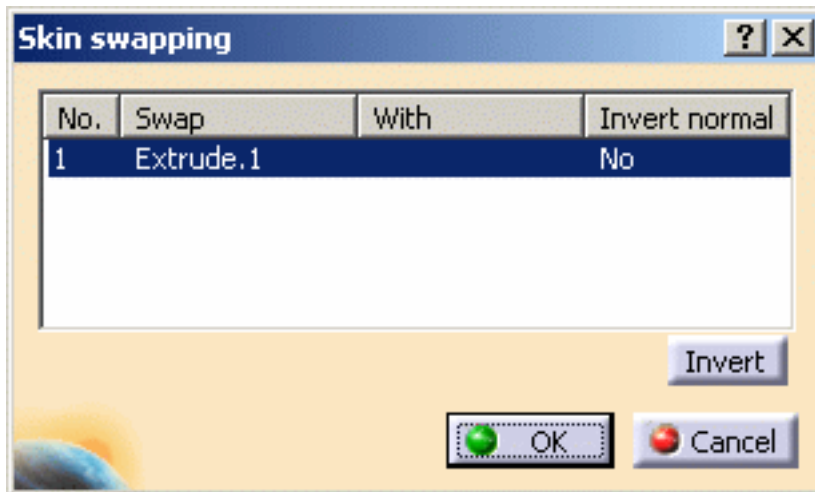 Skin swapping ? X
No. Swap With Invert normal
1 Extrude.1 No
Invert
OK Cancel